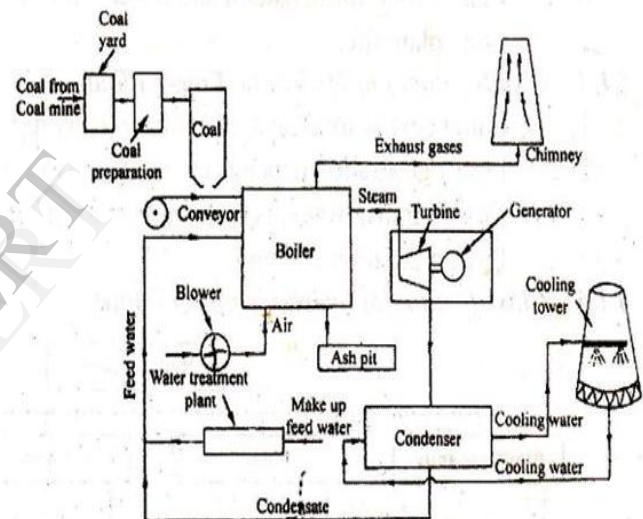 Coal
yard
Coal from
Coal mine
Coal
preparation
Coal
Exhaust gases
Chimney
Conveyor
Steam
Turbine
Generator
Boiler
Blower
Air
Cooling
tower
Feed water
Ash pit
Water treatment
plant
Make up
feed water
Condenser
Cooling water
Cooling water
Condensate